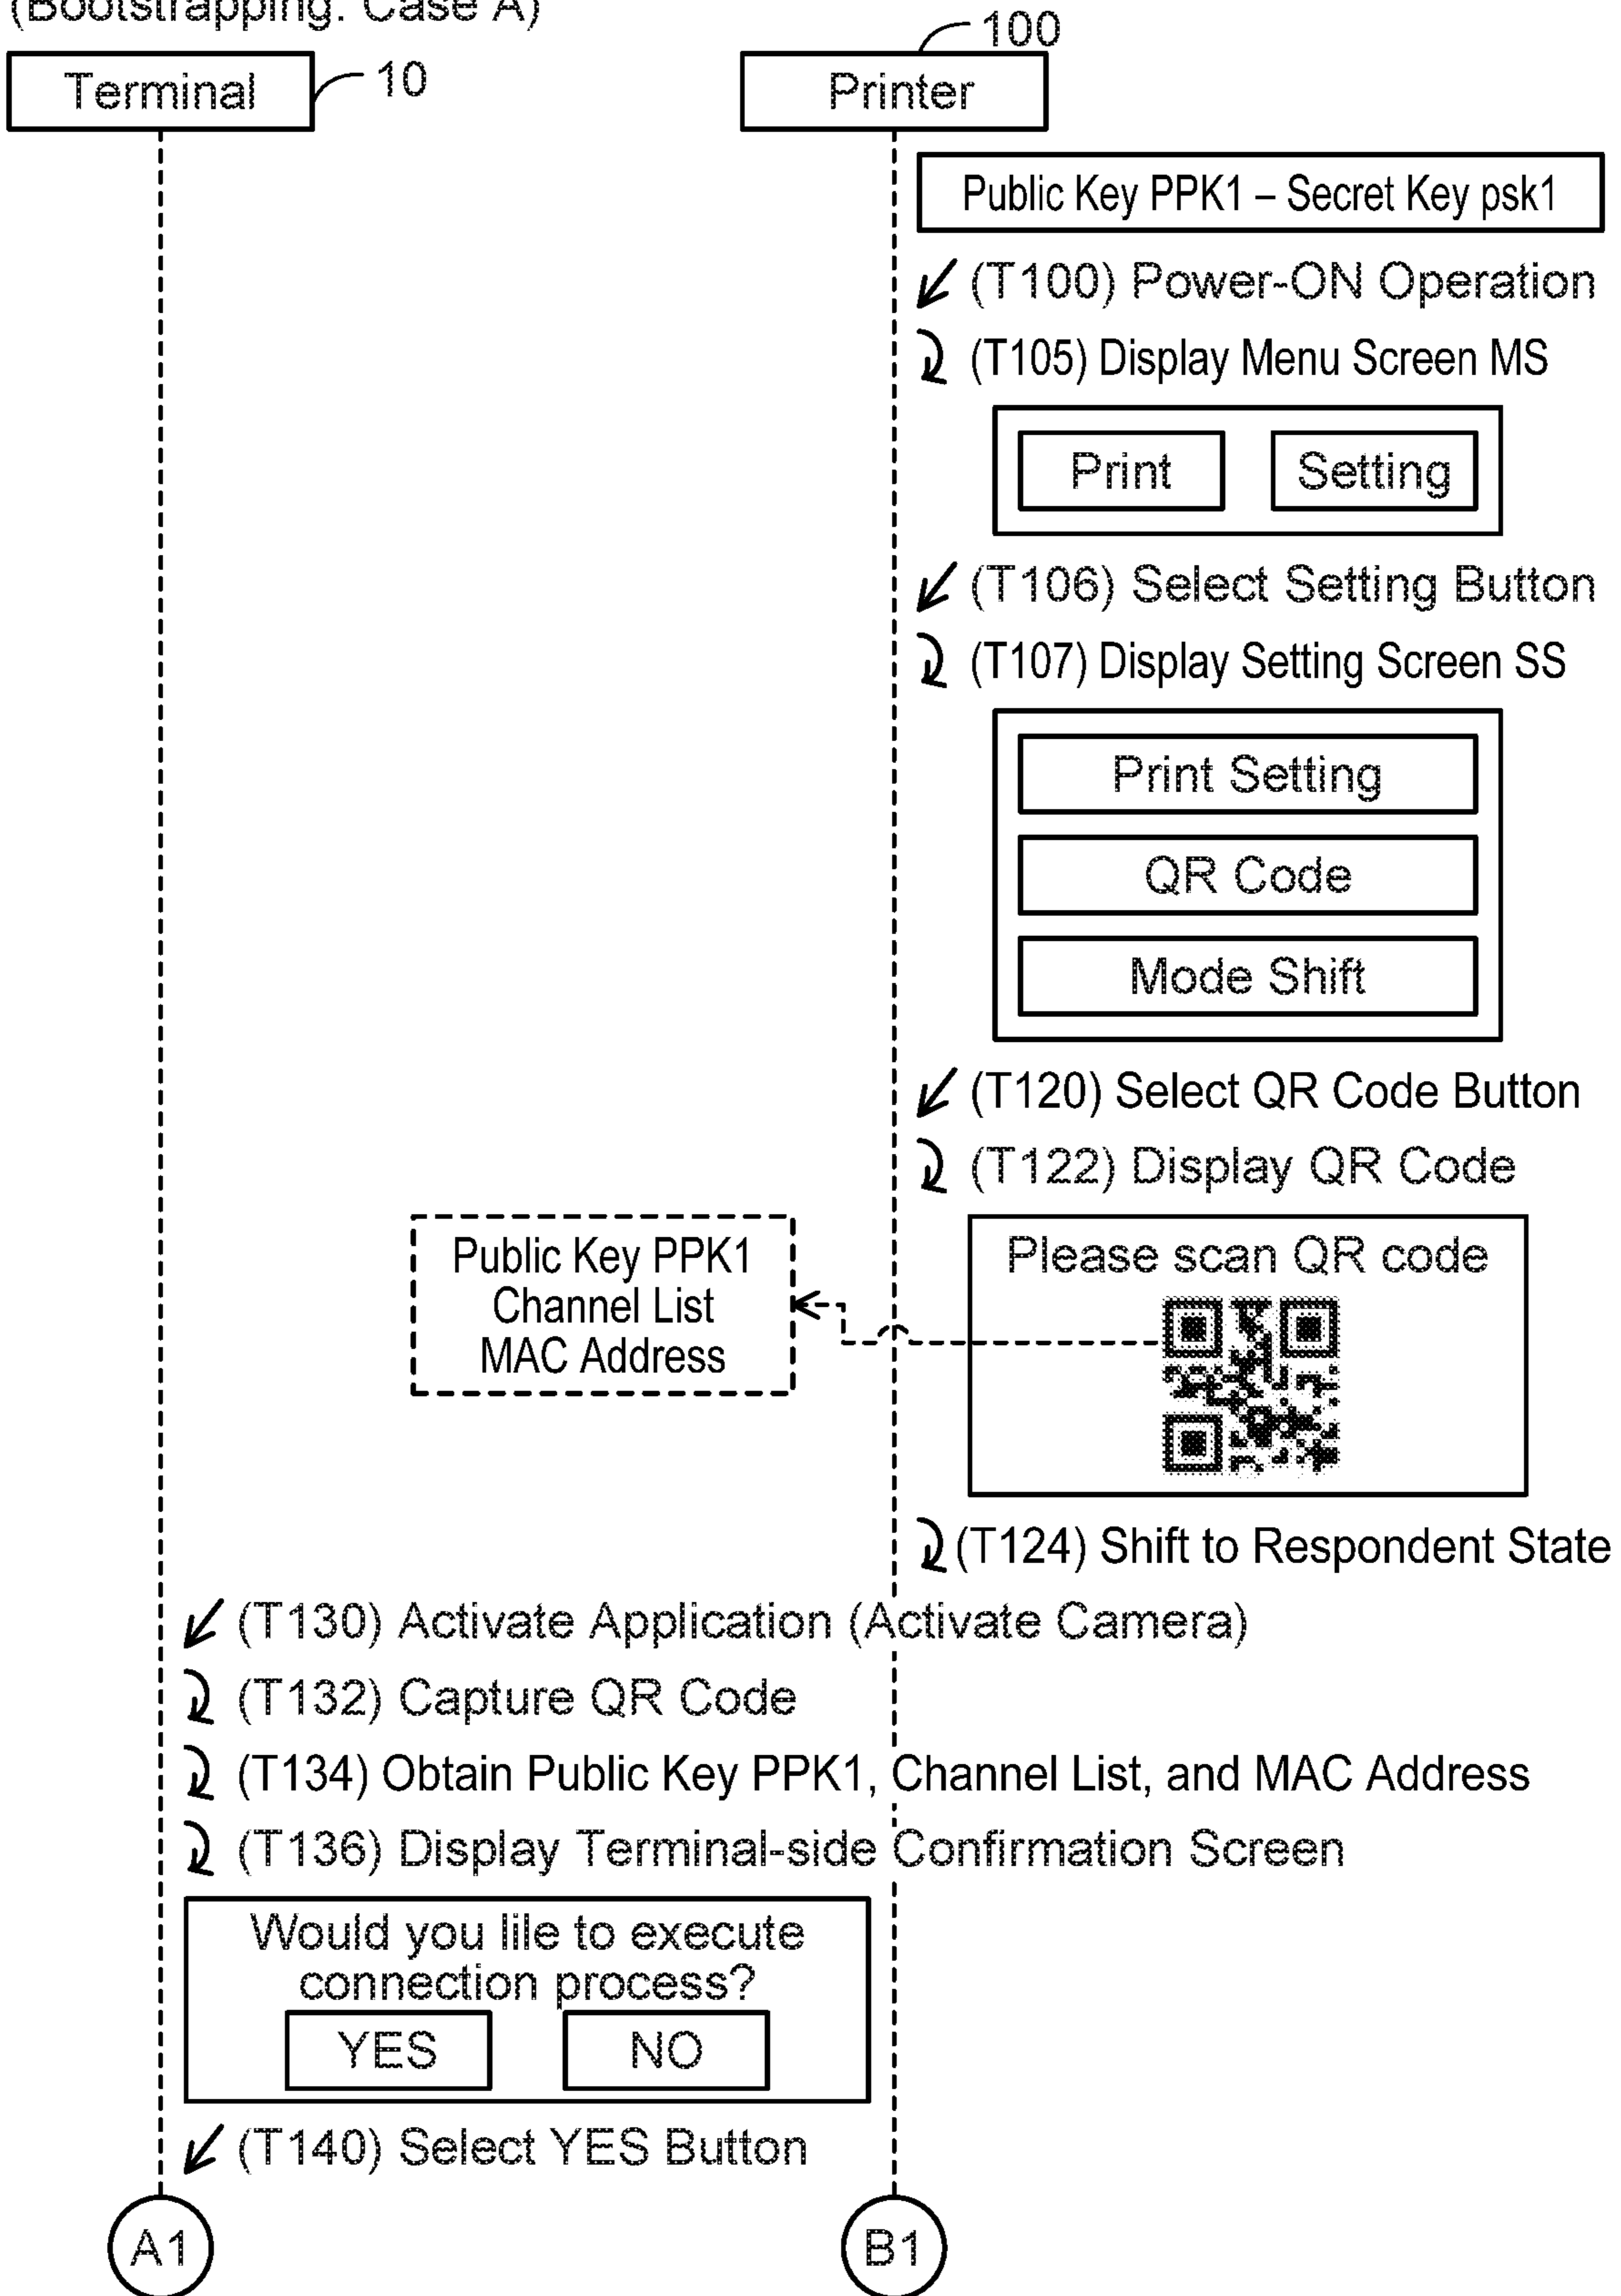 (Bootstrapping: Case A)
100
Terminal
10
Printer
Public Key PPK1 – Secret Key psk1
(T100) Power-ON Operation
(T105) Display Menu Screen MS
Print
Setting
(T106) Select Setting Button
(T107) Display Setting Screen SS
Print Setting
QR Code
Mode Shift
(T120) Select QR Code Button
(T122) Display QR Code
Public Key PPK1
Channel List
MAC Address
Please scan QR code
(T124) Shift to Respondent State
(T130) Activate Application (Activate Camera)
(T132) Capture QR Code
(T134) Obtain Public Key PPK1, Channel List, and MAC Address
(T136) Display Terminal-side Confirmation Screen
Would you lile to execute
connection process?
YES
NO
(T140) Select YES Button
A1
B1